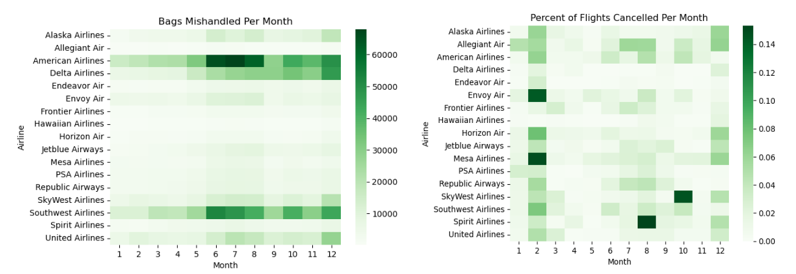 Bags Mishandled Per Month
Airline
Alaska Airlines
Allegiant Air
American Airlines
Delta Airlines
Endeavor Air
Envoy Air
Frontier Airlines
Hawaiian Airlines
Horizon Air
Jetblue Airways
Mesa Airlines
PSA Airlines
Republic Airways
SkyWest Airlines
Southwest Airlines
Spirit Airlines
United Airlines
1 2 3 4 5 6 7 8 9 10 11 12
Month
60000
50000
40000
30000
20000
10000
Percent of Flights Cancelled Per Month
Airline
Alaska Airlines
Allegiant Air
American Airlines
Delta Airlines
Endeavor Air
Envoy Air
Frontier Airlines
Hawaiian Airlines
Horizon Air
Jetblue Airways
Mesa Airlines
PSA Airlines
Republic Airways
SkyWest Airlines
Southwest Airlines
Spirit Airlines
United Airlines
1 2 3 4 5 6 7 8 9 10 11 12
Month
0.14
0.12
0.10
0.08
0.06
0.04
0.02
0.00